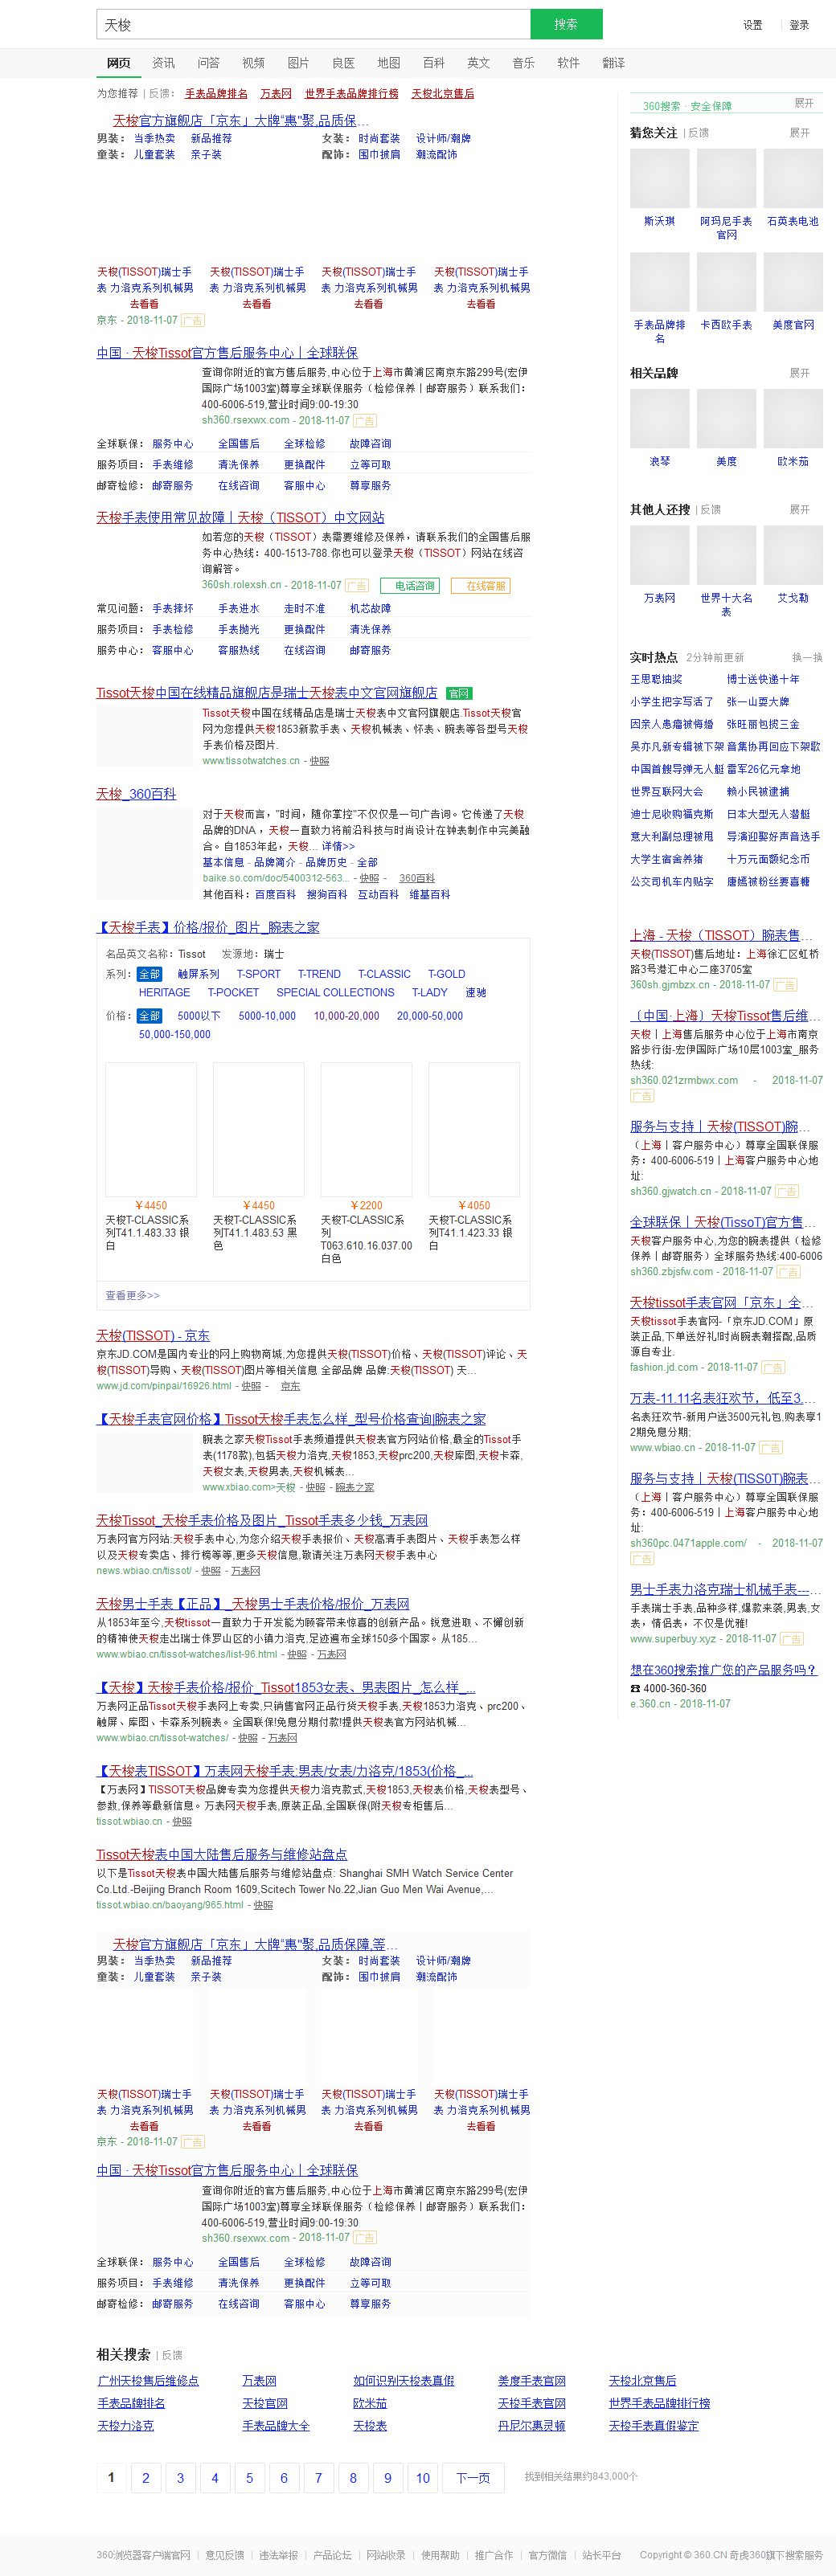 天梭
搜索
设置 | 登录
网页 资讯 问答 视频 图片 良医 地图 百科 英文 音乐 软件 翻译
为您推荐 | 反馈: 手表品牌排名 万表网 世界手表品牌排行榜 天梭北京售后
天梭官方旗舰店「京东」大牌"惠"聚,品质保...
男装: 当季热卖 新品推荐 女装: 时尚套装 设计师/潮牌
童装: 儿童套装 亲子装 配饰: 围巾披肩 潮流配饰
天梭(TISSOT)瑞士手 天梭(TISSOT)瑞士手 天梭(TISSOT)瑞士手 天梭(TISSOT)瑞士手
表 力洛克系列机械男 表 力洛克系列机械男 表 力洛克系列机械男 表 力洛克系列机械男
去看看 去看看 去看看 去看看
京东 - 2018-11-07 广告
中国 · 天梭Tissot官方售后服务中心丨全球联保
查询你附近的官方售后服务,中心位于上海市黄浦区南京东路299号(宏伊
国际广场1003室)尊享全球联保服务（检修保养丨邮寄服务）联系我们:
400-6006-519,营业时间9:00-19:30
sh360.rsexwx.com - 2018-11-07 广告
全球联保: 服务中心 全国售后 全球检修 故障咨询
服务项目: 手表维修 清洗保养 更换配件 立等可取
邮寄检修: 邮寄服务 在线咨询 客服中心 尊享服务
天梭手表使用常见故障丨天梭（TISSOT）中文网站
如若您的天梭（TISSOT）表需要维修及保养，请联系我们的全国售后服
务中心热线: 400-1513-788.你也可以登录天梭（TISSOT）网站在线咨
询解答。
360sh.rolexsh.cn - 2018-11-07 广告 电话咨询 在线客服
常见问题: 手表摔坏 手表进水 走时不准 机芯故障
服务项目: 手表检修 手表抛光 更换配件 清洗保养
服务中心: 客服中心 客服热线 在线咨询 邮寄服务
Tissot天梭中国在线精品旗舰店是瑞士天梭表中文官网旗舰店 官网
Tissot天梭中国在线精品店是瑞士天梭表中文官网旗舰店.Tissot天梭官
网为您提供天梭1853新款手表、天梭机械表、怀表、腕表等各型号天梭
手表价格及图片.
www.tissotwatches.cn - 快照
天梭_360百科
对于天梭而言，"时间，随你掌控"不仅仅是一句广告词。它传递了天梭
品牌的DNA，天梭一直致力将前沿科技与时尚设计在钟表制作中完美融
合。自1853年起，天梭... 详情>>
基本信息 - 品牌简介 - 品牌历史 - 全部
baike.so.com/doc/5400312-563... - 快照 - 360百科
其他百科: 百度百科 搜狗百科 互动百科 维基百科
【天梭手表】价格/报价_图片_腕表之家
名品英文名称: Tissot 发源地: 瑞士
系列: 全部 触屏系列 T-SPORT T-TREND T-CLASSIC T-GOLD
HERITAGE T-POCKET SPECIAL COLLECTIONS T-LADY 速驰
价格: 全部 5000以下 5000-10,000 10,000-20,000 20,000-50,000
50,000-150,000
￥4450 ￥4450 ￥2200 ￥4050
天梭T-CLASSIC系列T41.1.483.33 银白
天梭T-CLASSIC系列T41.1.483.53 黑色
天梭T-CLASSIC系列T063.610.16.037.00 白色
天梭T-CLASSIC系列T41.1.423.33 银白
查看更多>>
天梭(TISSOT) - 京东
京东JD.COM是国内专业的网上购物商城,为您提供天梭(TISSOT)价格、天梭(TISSOT)评论、天
梭(TISSOT)导购、天梭(TISSOT)图片等相关信息 全部品牌 品牌:天梭(TISSOT) 天...
www.jd.com/pinpai/16926.html - 快照 - 京东
【天梭手表官网价格】Tissot天梭手表怎么样_型号价格查询|腕表之家
腕表之家天梭Tissot手表频道提供天梭表官方网站价格,最全的Tissot手
表(1178款),包括天梭力洛克,天梭1853,天梭prc200,天梭库图,天梭卡森,
天梭女表,天梭男表,天梭机械表...
www.xbiao.com>天梭 - 快照 - 腕表之家
天梭Tissot_天梭手表价格及图片_Tissot手表多少钱_万表网
万表网官方网站:天梭手表中心,为您介绍天梭手表报价、天梭高清手表图片、天梭手表怎么样
以及天梭专卖店、排行榜等等,更多天梭信息,敬请关注万表网天梭手表中心
news.wbiao.cn/tissot/ - 快照 - 万表网
天梭男士手表【正品】_天梭男士手表价格/报价_万表网
从1853年至今,天梭tissot一直致力于开发能为顾客带来惊喜的创新产品。锐意进取、不懈创新
的精神使天梭走出瑞士侏罗山区的小镇力洛克,足迹遍布全球150多个国家。从185...
www.wbiao.cn/tissot-watches/list-96.html - 快照 - 万表网
【天梭】天梭手表价格/报价_Tissot1853女表、男表图片_怎么样_...
万表网正品Tissot天梭手表网上专卖,只销售官网正品行货天梭手表,天梭1853力洛克、prc200、
触屏、库图、卡森系列腕表。全国联保!免息分期付款!提供天梭表官方网站机械...
www.wbiao.cn/tissot-watches/ - 快照 - 万表网
【天梭表TISSOT】万表网天梭手表:男表/女表/力洛克/1853(价格_...
【万表网】TISSOT天梭品牌专卖为您提供天梭力洛克款式,天梭1853,天梭表价格,天梭表型号、
参数,保养等最新信息。万表网天梭手表,原装正品,全国联保(附天梭专柜售后...
tissot.wbiao.cn - 快照
Tissot天梭表中国大陆售后服务与维修站盘点
以下是Tissot天梭表中国大陆售后服务与维修站盘点: Shanghai SMH Watch Service Center
Co.Ltd.-Beijing Branch Room 1609,Scitech Tower No.22,Jian Guo Men Wai Avenue,...
tissot.wbiao.cn/baoyang/965.html - 快照
天梭官方旗舰店「京东」大牌"惠"聚,品质保障,等...
男装: 当季热卖 新品推荐 女装: 时尚套装 设计师/潮牌
童装: 儿童套装 亲子装 配饰: 围巾披肩 潮流配饰
天梭(TISSOT)瑞士手 天梭(TISSOT)瑞士手 天梭(TISSOT)瑞士手 天梭(TISSOT)瑞士手
表 力洛克系列机械男 表 力洛克系列机械男 表 力洛克系列机械男 表 力洛克系列机械男
去看看 去看看 去看看 去看看
京东 - 2018-11-07 广告
中国 · 天梭Tissot官方售后服务中心丨全球联保
查询你附近的官方售后服务,中心位于上海市黄浦区南京东路299号(宏伊
国际广场1003室)尊享全球联保服务（检修保养丨邮寄服务）联系我们:
400-6006-519,营业时间9:00-19:30
sh360.rsexwx.com - 2018-11-07 广告
全球联保: 服务中心 全国售后 全球检修 故障咨询
服务项目: 手表维修 清洗保养 更换配件 立等可取
邮寄检修: 邮寄服务 在线咨询 客服中心 尊享服务
360搜索 · 安全保障 展开
猜您关注 | 反馈 展开
斯沃琪 阿玛尼手表官网 石英表电池
手表品牌排名 卡西欧手表 美度官网
相关品牌 展开
浪琴 美度 欧米茄
其他人还搜 | 反馈 展开
万表网 世界十大名表 艾戈勒
实时热点 2分钟前更新 换一换
王思聪抽奖 博士送快递十年
小学生把字写活了 张一山耍大牌
因亲人患瘤被侮辱 张旺丽包揽三金
吴亦凡新专辑被下架 音集协再回应下架歌
中国首艘导弹无人艇 雷军26亿元拿地
世界互联网大会 赖小民被逮捕
迪士尼收购福克斯 日本大型无人潜艇
意大利副总理被甩 导演迎娶好声音选手
大学生宿舍养猪 十万元面额纪念币
公交司机车内贴字 唐嫣被粉丝要喜糖
上海 - 天梭（TISSOT）腕表售...
天梭(TISSOT)售后地址: 上海徐汇区虹桥
路3号港汇中心二座3705室
360sh.gjmbzx.cn - 2018-11-07 广告
〔中国·上海〕天梭Tissot售后维...
天梭丨上海售后服务中心位于上海市南京
路步行街-宏伊国际广场10层1003室_服务
热线:
sh360.021zrmbwx.com - 2018-11-07
广告
服务与支持丨天梭(TISSOT)腕...
（上海丨客户服务中心）尊享全国联保服
务: 400-6006-519丨上海客户服务中心地
址:
sh360.gjwatch.cn - 2018-11-07 广告
全球联保丨天梭(TissoT)官方售...
天梭客户服务中心,为您的腕表提供（检修
保养丨邮寄服务）全球服务热线:400-6006
sh360.zbjsfw.com - 2018-11-07 广告
天梭tissot手表官网「京东」全...
天梭tissot手表官网-「京东JD.COM」原
装正品,下单送好礼!时尚腕表潮搭配,品质
源自专业.
fashion.jd.com - 2018-11-07 广告
万表-11.11名表狂欢节，低至3....
名表狂欢节-新用户送3500元礼包,购表享1
2期免息分期;
www.wbiao.cn - 2018-11-07 广告
服务与支持丨天梭(TISS0T)腕表...
（上海丨客户服务中心）尊享全国联保服
务: 400-6006-519丨上海客户服务中心地
址:
sh360pc.0471apple.com/ - 2018-11-07
广告
男士手表力洛克瑞士机械手表---...
手表瑞士手表,品种多样,爆款来袭,男表,女
表，情侣表，不仅是优雅!
www.superbuy.xyz - 2018-11-07 广告
想在360搜索推广您的产品服务吗?
☎ 4000-360-360
e.360.cn - 2018-11-07
相关搜索 | 反馈
广州天梭售后维修点 万表网 如何识别天梭表真假 美度手表官网 天梭北京售后
手表品牌排名 天梭官网 欧米茄 天梭手表官网 世界手表品牌排行榜
天梭力洛克 手表品牌大全 天梭表 丹尼尔惠灵顿 天梭手表真假鉴定
1 2 3 4 5 6 7 8 9 10 下一页 找到相关结果约843,000个
360浏览器客户端官网 | 意见反馈 | 违法举报 | 产品论坛 | 网站收录 | 使用帮助 | 推广合作 | 官方微信 | 站长平台 Copyright © 360.CN 奇虎360旗下搜索服务